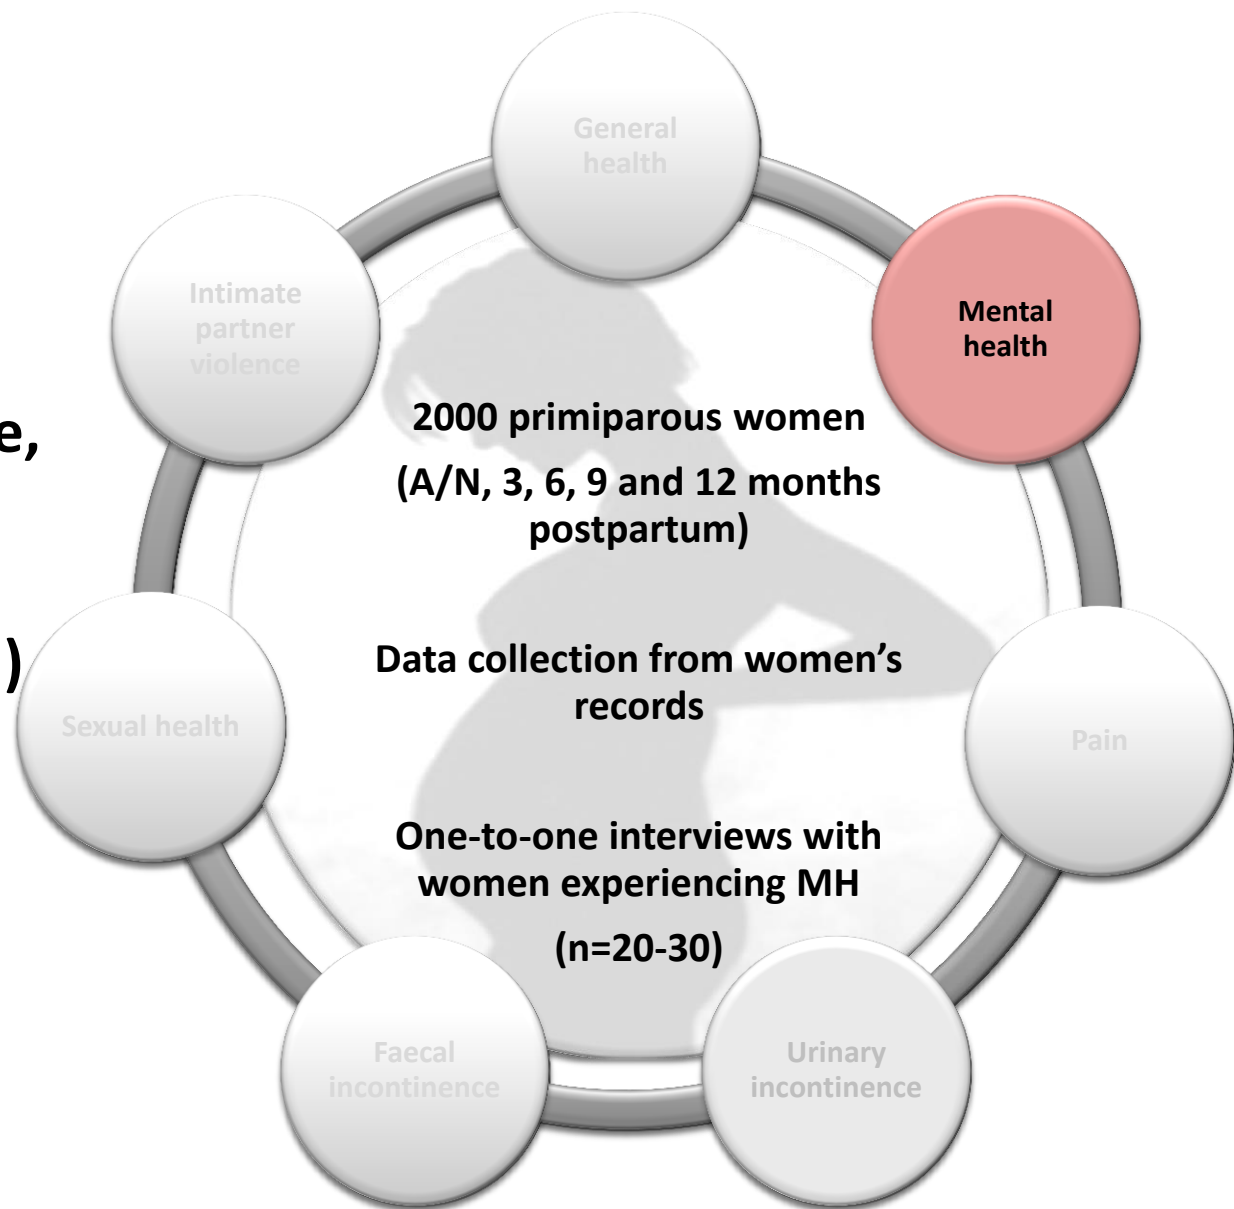 General
health
Mental
health
Intimate
partner
violence
2000 primiparous women
(A/N, 3, 6, 9 and 12 months
postpartum)
e,
)
Data collection from women’s
records
Sexual health
Pain
One-to-one interviews with
women experiencing MH
(n=20-30)
Faecal
incontinence
Urinary
incontinence